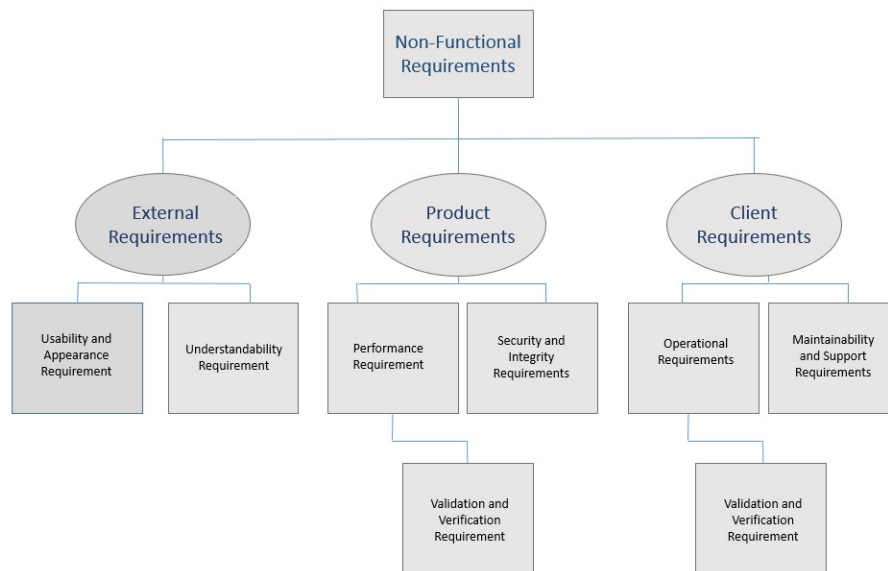 Non-Functional
Requirements
External
Requirements
Product
Requirements
Client
Requirements
Usability and
Appearance
Requirement
Understandability
Requirement
Performance
Requirement
Security and
Integrity
Requirements
Operational
Requirements
Maintainability
and Support
Requirements
Validation and
Verification
Requirement
Validation and
Verification
Requirement